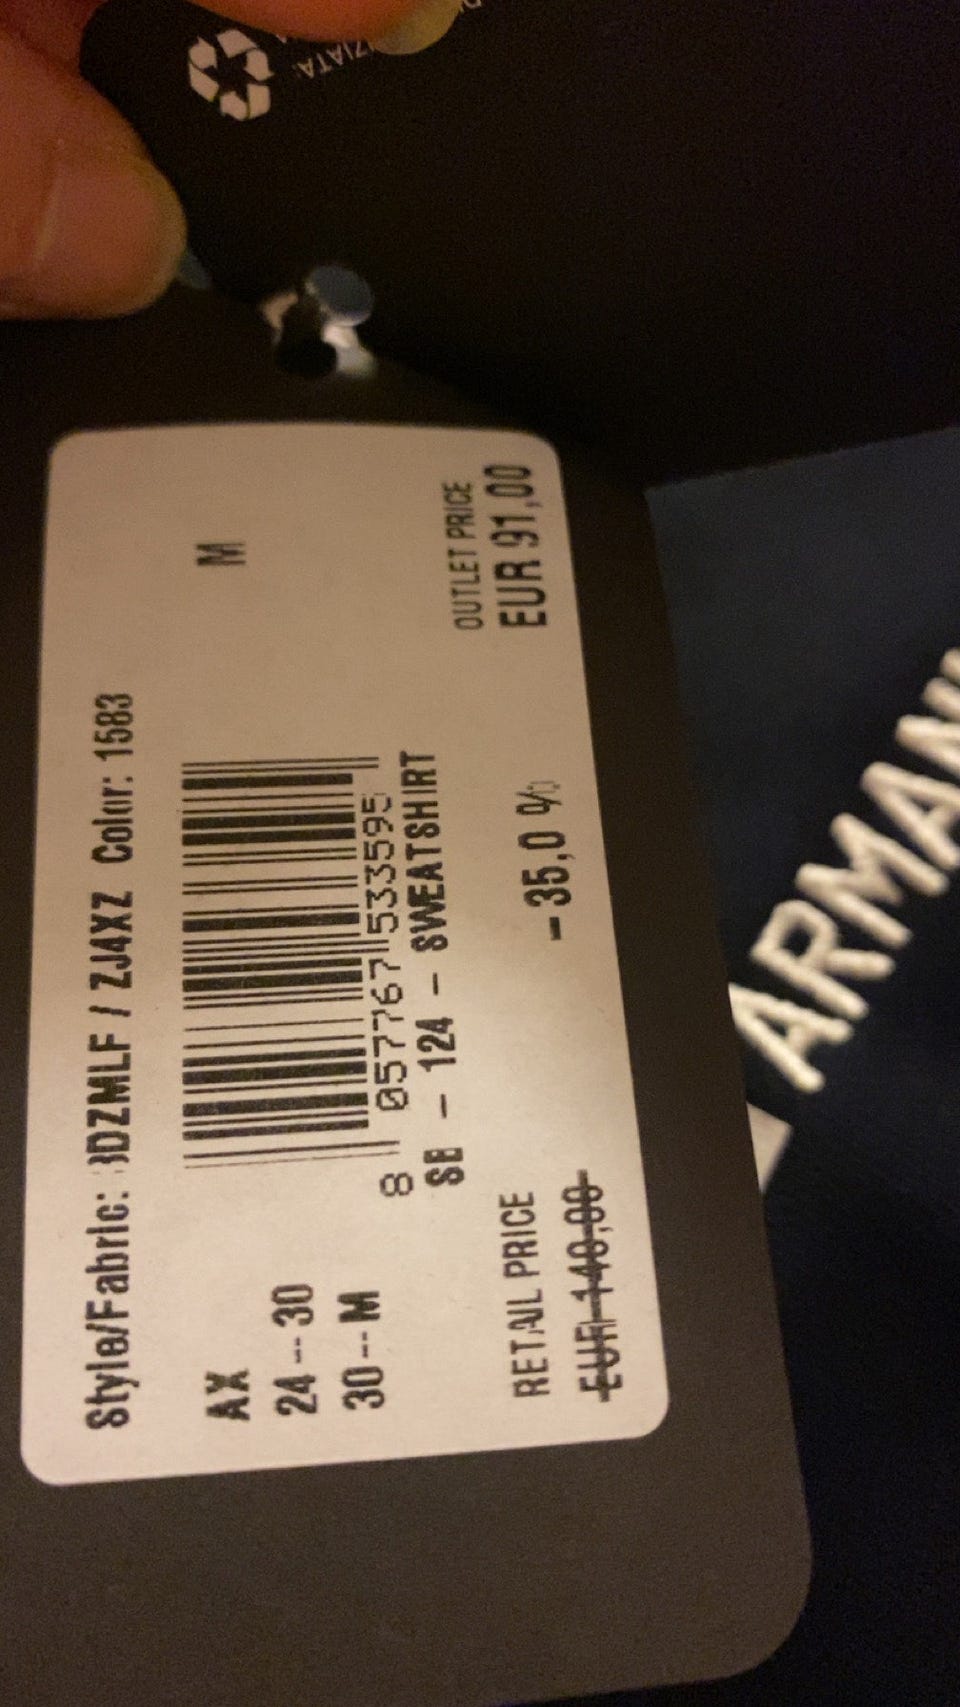 Style/Fabric: 3DZMLF / ZJ4XZ Color: 1583
AX M
24 -- 30
30 -- M
8 057767 533595
SE - 124 - SWEATSHIRT
RETAIL PRICE OUTLET PRICE
EUR 140,00 - 35,0 % EUR 91,00
ARMANI